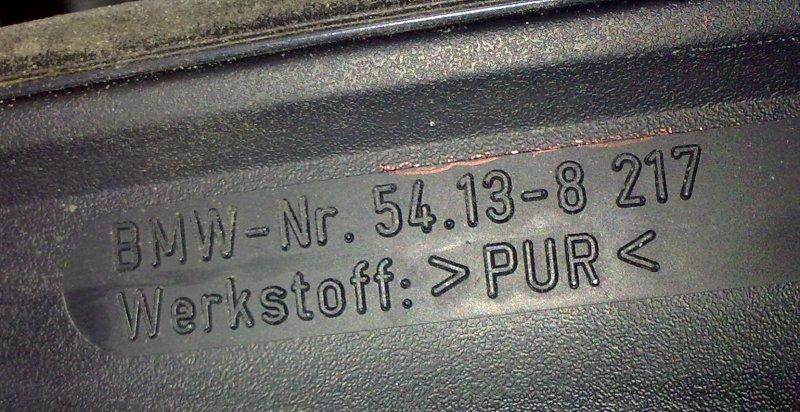 BMW-Nr. 54.13-8 217
Werkstoff: >PUR<